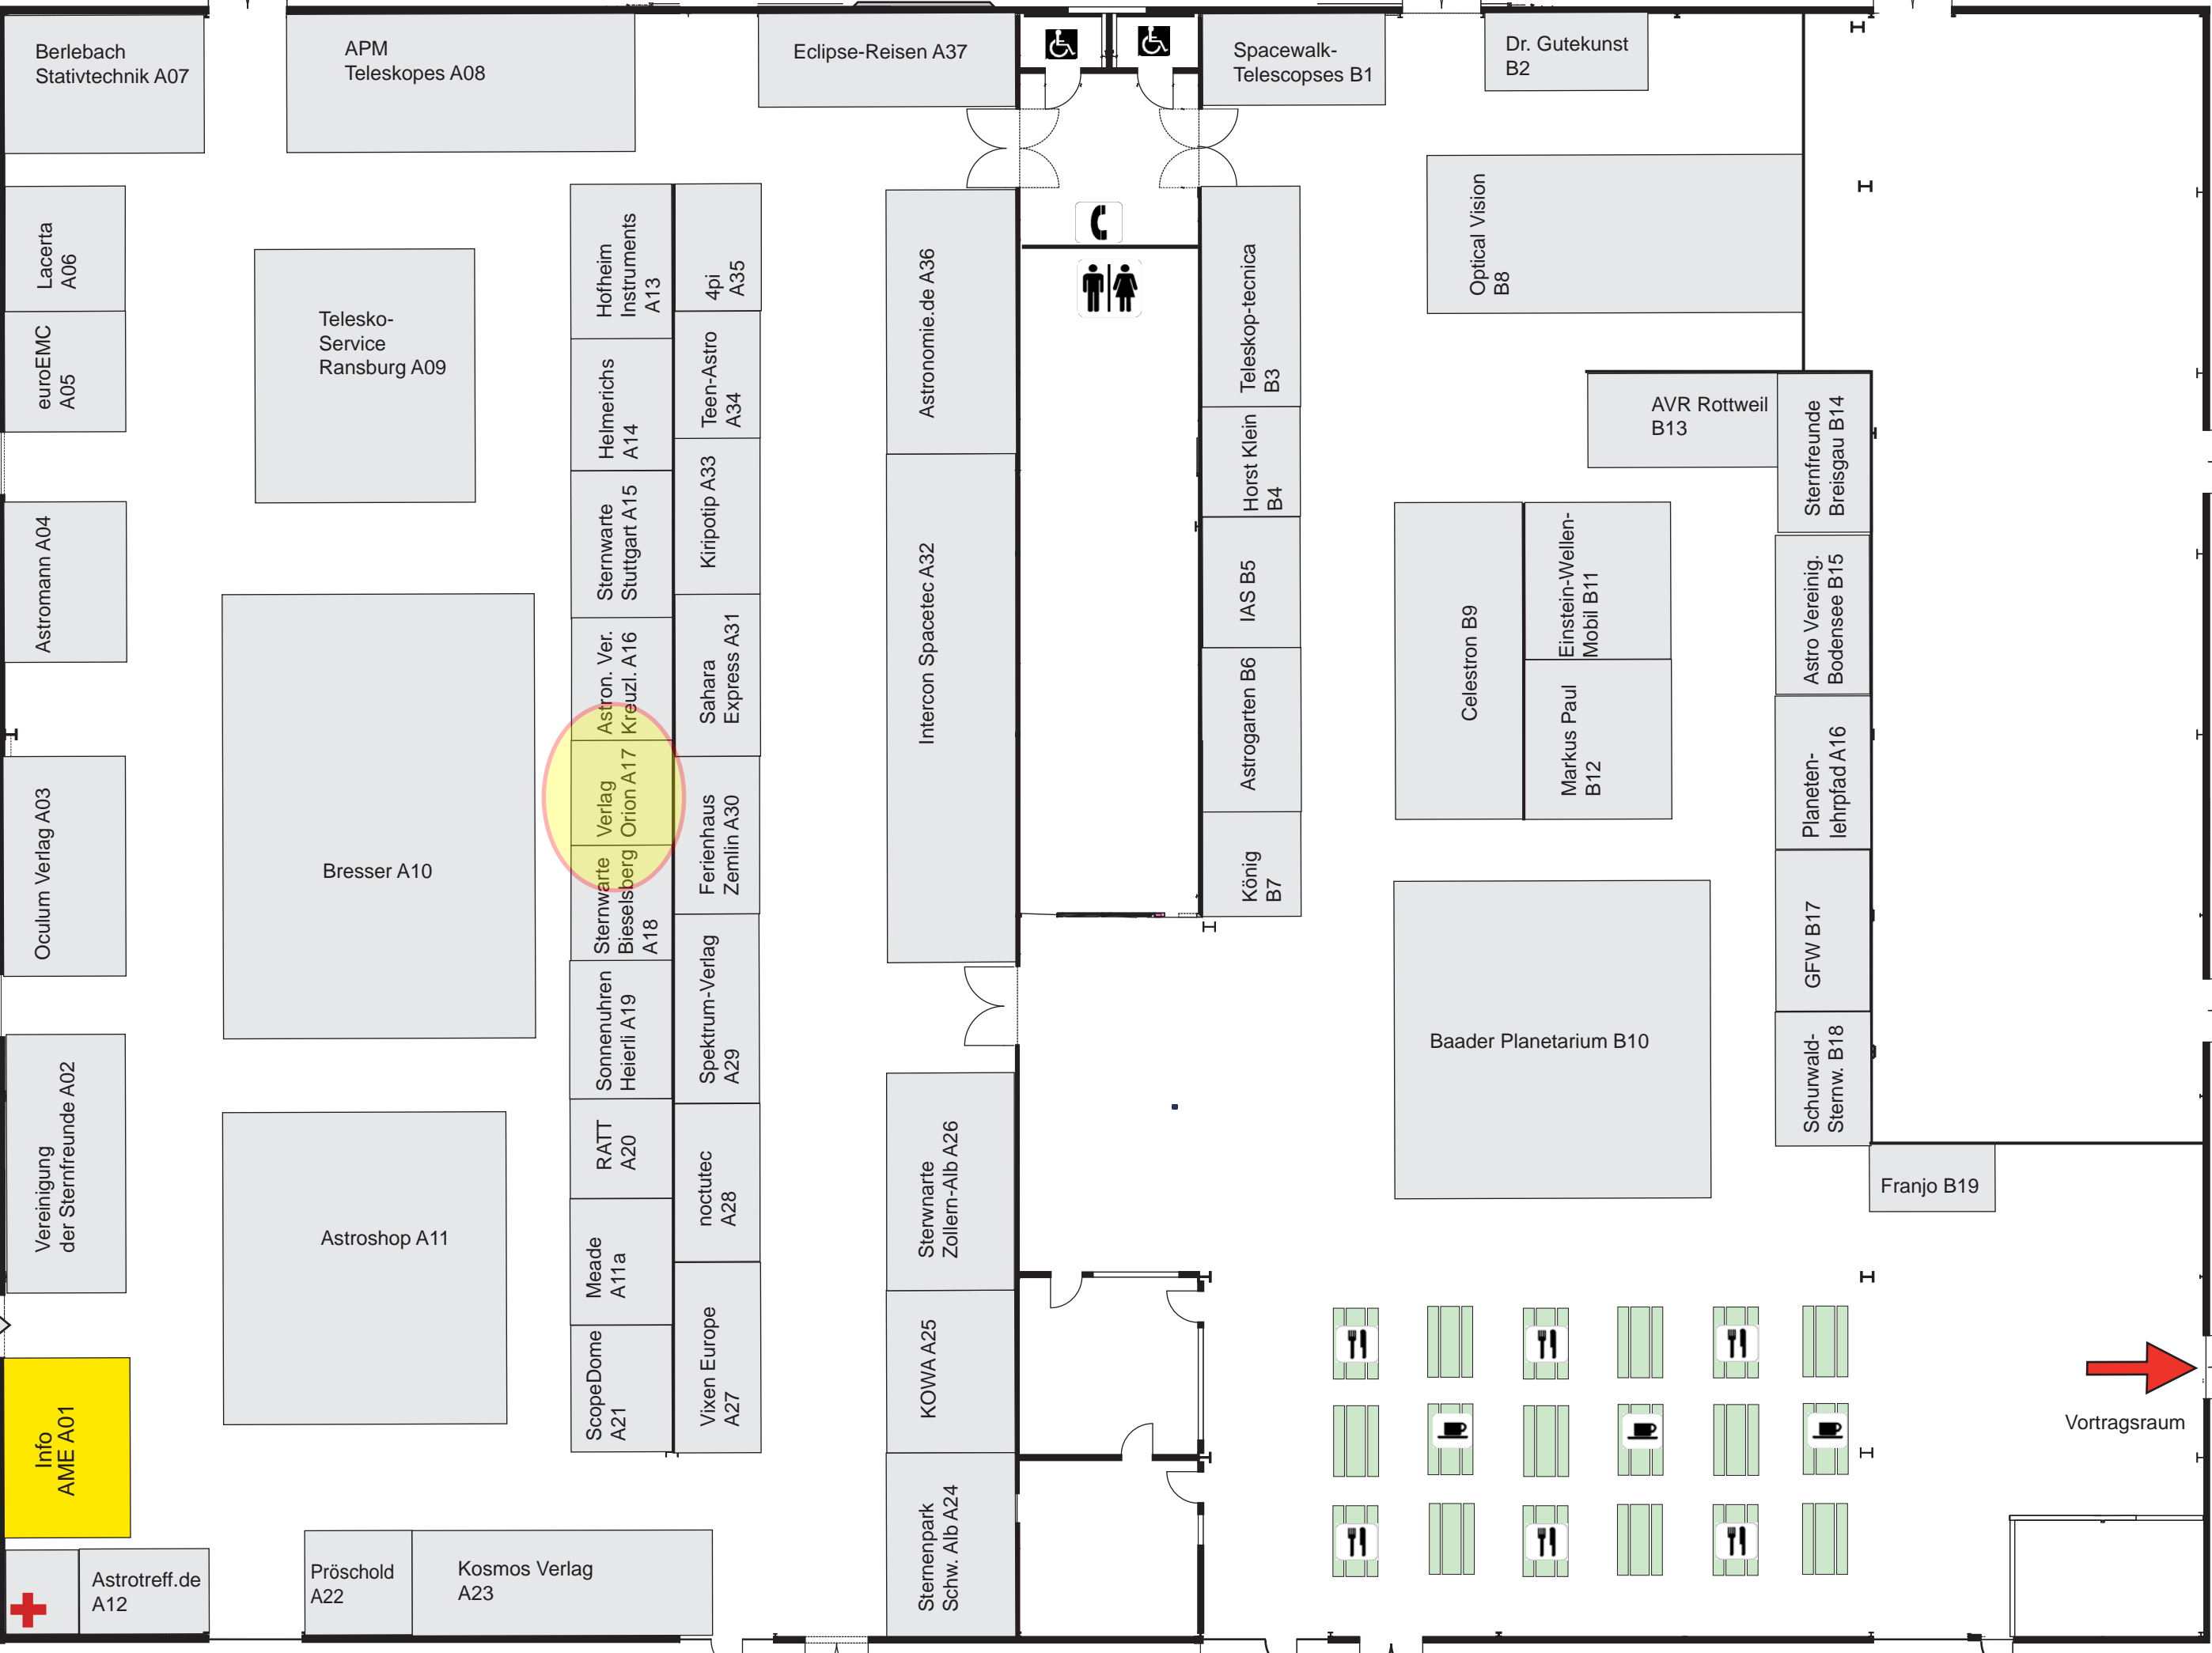 Berlebach
Stativtechnik A07
APM
Teleskopes A08
Eclipse-Reisen A37
Spacewalk-
Telescopses B1
Dr. Gutekunst
B2
Lacerta
A06
euroEMC
A05
Astromann A04
Oculum Verlag A03
Vereinigung
der Sternfreunde A02
Info
AME A01
Astrotreff.de
A12
Telesko-
Service
Ransburg A09
Bresser A10
Astroshop A11
Pröschold
A22
Kosmos Verlag
A23
Hofheim
Instruments
A13
Helmerichs
A14
Sternwarte
Stuttgart A15
Astron. Ver.
Kreuzl. A16
Verlag
Orion A17
Sternwarte
Bieselsberg
A18
Sonnenuhren
Heierli A19
RATT
A20
Meade
A11a
ScopeDome
A21
4pi
A35
Teen-Astro
A34
Kiripotip A33
Sahara
Express A31
Ferienhaus
Zemlin A30
Spektrum-Verlag
A29
noctutec
A28
Vixen Europe
A27
Astronomie.de A36
Intercon Spacetec A32
Sterwnarte
Zollern-Alb A26
KOWA A25
Sternenpark
Schw. Alb A24
Teleskop-tecnica
B3
Horst Klein
B4
IAS B5
Astrogarten B6
König
B7
Optical Vision
B8
AVR Rottweil
B13
Celestron B9
Einstein-Wellen-
Mobil B11
Markus Paul
B12
Baader Planetarium B10
Sternfreunde
Breisgau B14
Astro Vereinig.
Bodensee B15
Planeten-
lehrpfad A16
GFW B17
Schurwald-
Sternw. B18
Franjo B19
Vortragsraum